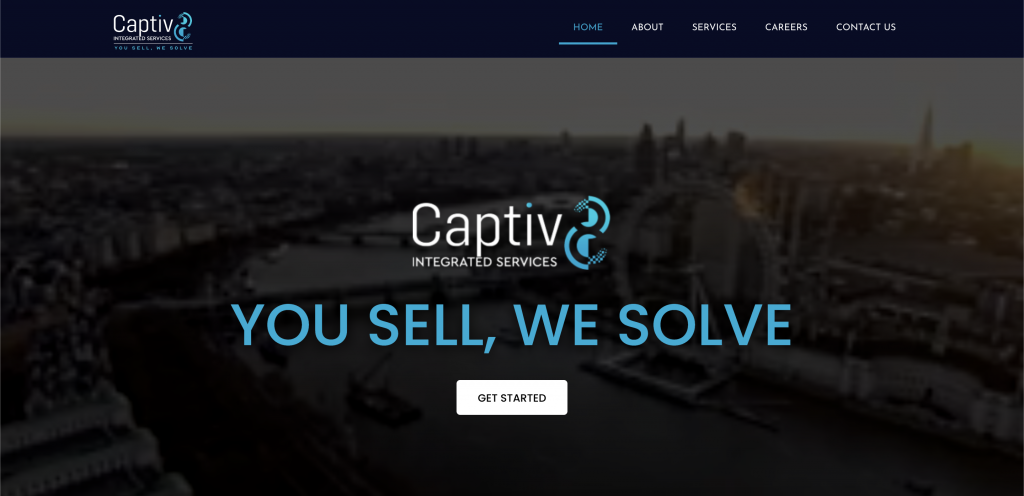 Captiv8
INTEGRATED SERVICES
YOU SELL, WE SOLVE
HOME ABOUT SERVICES CAREERS CONTACT US
Captiv8
INTEGRATED SERVICES
YOU SELL, WE SOLVE
GET STARTED